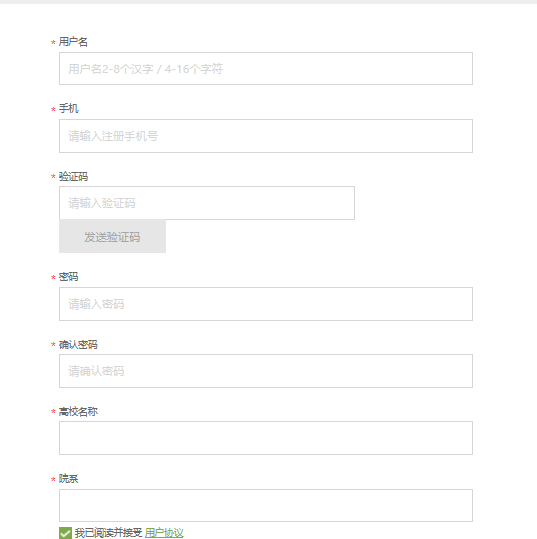 * 用户名
用户名2-8个汉字 / 4-16个字符
* 手机
请输入注册手机号
* 验证码
请输入验证码
发送验证码
* 密码
请输入密码
* 确认密码
请确认密码
* 高校名称
* 院系
我已阅读并接受 用户协议